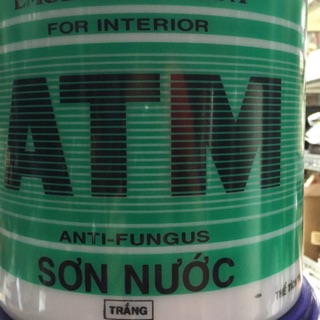 FOR INTERIOR
ATM
ANTI-FUNGUS
SƠN NƯỚC
TRẮNG